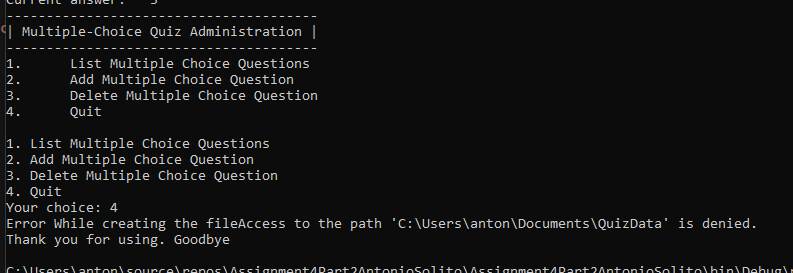 Current answer: 3
----------------------------------------
| Multiple-Choice Quiz Administration |
----------------------------------------
1. List Multiple Choice Questions
2. Add Multiple Choice Question
3. Delete Multiple Choice Question
4. Quit
1. List Multiple Choice Questions
2. Add Multiple Choice Question
3. Delete Multiple Choice Question
4. Quit
Your choice: 4
Error While creating the fileAccess to the path 'C:\Users\anton\Documents\QuizData' is denied.
Thank you for using. Goodbye
C:\Users\anton\source\repos\Assignment4Part2AntonioSolito\Assignment4Part2AntonioSolito\bin\Debug\